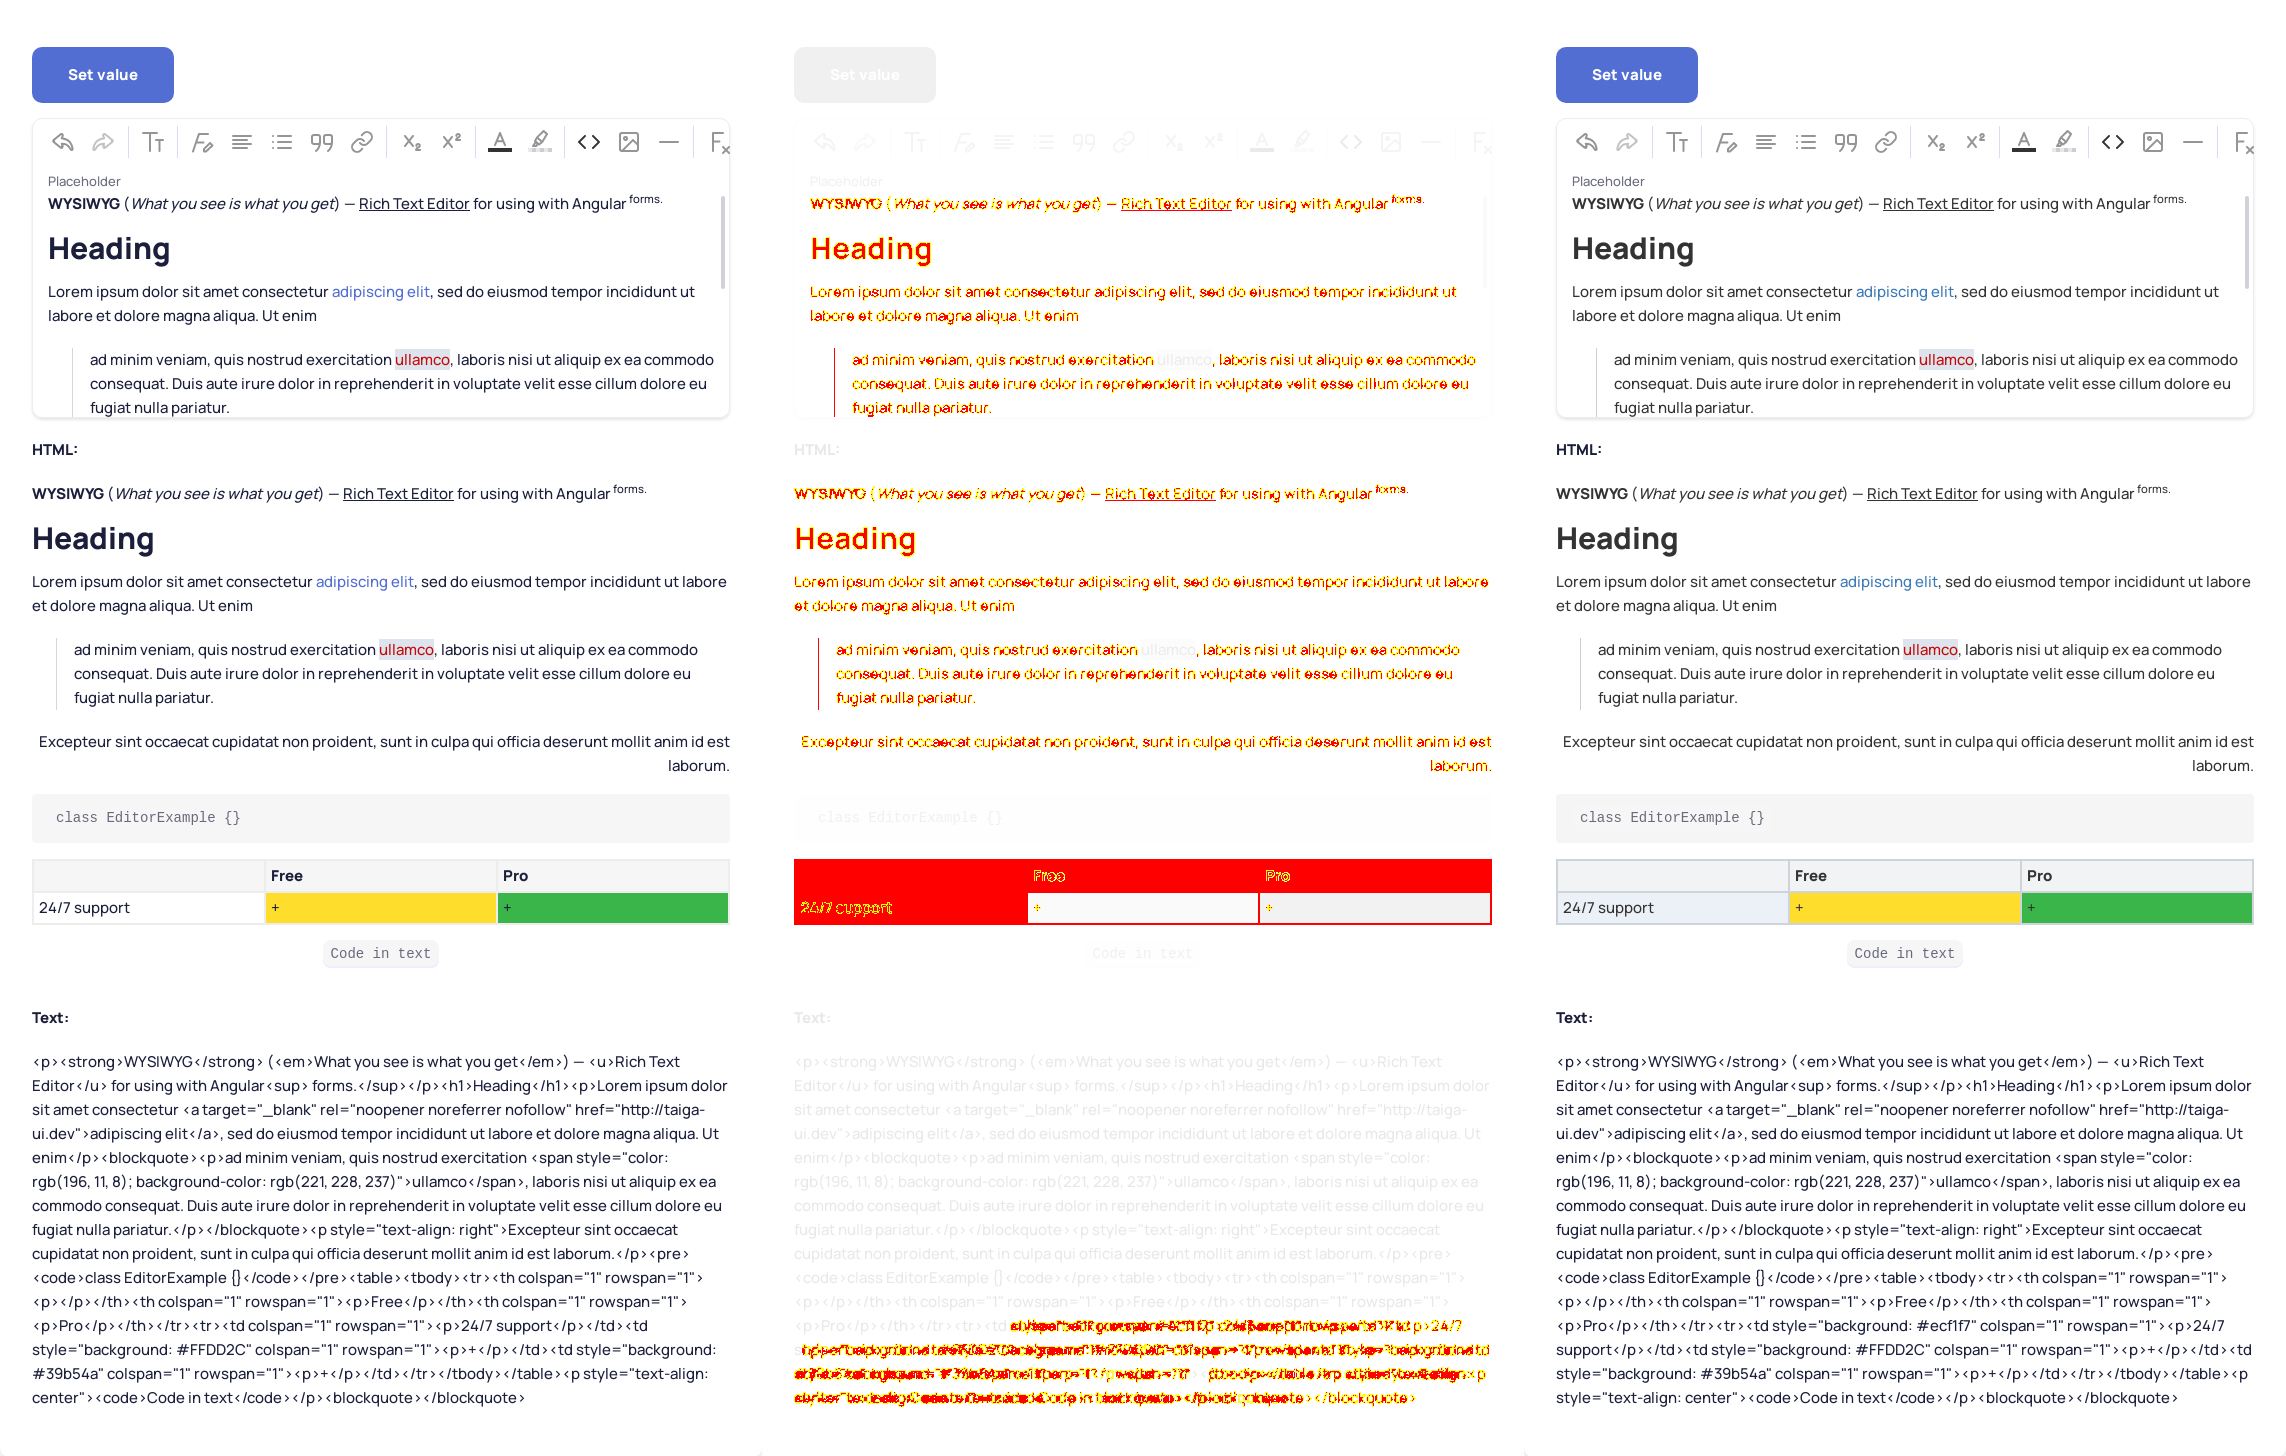 Set value
Placeholder
WYSIWYG (What you see is what you get) — Rich Text Editor for using with Angular forms.
Heading
Lorem ipsum dolor sit amet consectetur adipiscing elit, sed do eiusmod tempor incididunt ut
labore et dolore magna aliqua. Ut enim
ad minim veniam, quis nostrud exercitation ullamco, laboris nisi ut aliquip ex ea commodo
consequat. Duis aute irure dolor in reprehenderit in voluptate velit esse cillum dolore eu
fugiat nulla pariatur.
HTML:
WYSIWYG (What you see is what you get) — Rich Text Editor for using with Angular forms.
Heading
Lorem ipsum dolor sit amet consectetur adipiscing elit, sed do eiusmod tempor incididunt ut labore
et dolore magna aliqua. Ut enim
ad minim veniam, quis nostrud exercitation ullamco, laboris nisi ut aliquip ex ea commodo
consequat. Duis aute irure dolor in reprehenderit in voluptate velit esse cillum dolore eu
fugiat nulla pariatur.
Excepteur sint occaecat cupidatat non proident, sunt in culpa qui officia deserunt mollit anim id est
laborum.
class EditorExample {}
Free Pro
24/7 support + +
Code in text
Text:
<p><strong>WYSIWYG</strong> (<em>What you see is what you get</em>) — <u>Rich Text
Editor</u> for using with Angular<sup> forms.</sup></p><h1>Heading</h1><p>Lorem ipsum dolor
sit amet consectetur <a target="_blank" rel="noopener noreferrer nofollow" href="http://taiga-
ui.dev">adipiscing elit</a>, sed do eiusmod tempor incididunt ut labore et dolore magna aliqua. Ut
enim</p><blockquote><p>ad minim veniam, quis nostrud exercitation <span style="color:
rgb(196, 11, 8); background-color: rgb(221, 228, 237)">ullamco</span>, laboris nisi ut aliquip ex ea
commodo consequat. Duis aute irure dolor in reprehenderit in voluptate velit esse cillum dolore eu
fugiat nulla pariatur.</p></blockquote><p style="text-align: right">Excepteur sint occaecat
cupidatat non proident, sunt in culpa qui officia deserunt mollit anim id est laborum.</p><pre>
<code>class EditorExample {}</code></pre><table><tbody><tr><th colspan="1" rowspan="1">
<p></p></th><th colspan="1" rowspan="1"><p>Free</p></th><th colspan="1" rowspan="1">
<p>Pro</p></th></tr><tr><td colspan="1" rowspan="1"><p>24/7 support</p></td><td
style="background: #FFDD2C" colspan="1" rowspan="1"><p>+</p></td><td style="background:
#39b54a" colspan="1" rowspan="1"><p>+</p></td></tr></tbody></table><p style="text-align:
center"><code>Code in text</code></p><blockquote></blockquote>
Set value
Placeholder
WYSIWYG (What you see is what you get) — Rich Text Editor for using with Angular forms.
Heading
Lorem ipsum dolor sit amet consectetur adipiscing elit, sed do eiusmod tempor incididunt ut
labore et dolore magna aliqua. Ut enim
ad minim veniam, quis nostrud exercitation ullamco, laboris nisi ut aliquip ex ea commodo
consequat. Duis aute irure dolor in reprehenderit in voluptate velit esse cillum dolore eu
fugiat nulla pariatur.
HTML:
WYSIWYG (What you see is what you get) — Rich Text Editor for using with Angular forms.
Heading
Lorem ipsum dolor sit amet consectetur adipiscing elit, sed do eiusmod tempor incididunt ut labore
et dolore magna aliqua. Ut enim
ad minim veniam, quis nostrud exercitation ullamco, laboris nisi ut aliquip ex ea commodo
consequat. Duis aute irure dolor in reprehenderit in voluptate velit esse cillum dolore eu
fugiat nulla pariatur.
Excepteur sint occaecat cupidatat non proident, sunt in culpa qui officia deserunt mollit anim id est
laborum.
class EditorExample {}
Free Pro
24/7 support + +
Code in text
Text:
<p><strong>WYSIWYG</strong> (<em>What you see is what you get</em>) — <u>Rich Text
Editor</u> for using with Angular<sup> forms.</sup></p><h1>Heading</h1><p>Lorem ipsum dolor
sit amet consectetur <a target="_blank" rel="noopener noreferrer nofollow" href="http://taiga-
ui.dev">adipiscing elit</a>, sed do eiusmod tempor incididunt ut labore et dolore magna aliqua. Ut
enim</p><blockquote><p>ad minim veniam, quis nostrud exercitation <span style="color:
rgb(196, 11, 8); background-color: rgb(221, 228, 237)">ullamco</span>, laboris nisi ut aliquip ex ea
commodo consequat. Duis aute irure dolor in reprehenderit in voluptate velit esse cillum dolore eu
fugiat nulla pariatur.</p></blockquote><p style="text-align: right">Excepteur sint occaecat
cupidatat non proident, sunt in culpa qui officia deserunt mollit anim id est laborum.</p><pre>
<code>class EditorExample {}</code></pre><table><tbody><tr><th colspan="1" rowspan="1">
<p></p></th><th colspan="1" rowspan="1"><p>Free</p></th><th colspan="1" rowspan="1">
<p>Pro</p></th></tr><tr><td
Set value
Placeholder
WYSIWYG (What you see is what you get) — Rich Text Editor for using with Angular forms.
Heading
Lorem ipsum dolor sit amet consectetur adipiscing elit, sed do eiusmod tempor incididunt ut
labore et dolore magna aliqua. Ut enim
ad minim veniam, quis nostrud exercitation ullamco, laboris nisi ut aliquip ex ea commodo
consequat. Duis aute irure dolor in reprehenderit in voluptate velit esse cillum dolore eu
fugiat nulla pariatur.
HTML:
WYSIWYG (What you see is what you get) — Rich Text Editor for using with Angular forms.
Heading
Lorem ipsum dolor sit amet consectetur adipiscing elit, sed do eiusmod tempor incididunt ut labore
et dolore magna aliqua. Ut enim
ad minim veniam, quis nostrud exercitation ullamco, laboris nisi ut aliquip ex ea commodo
consequat. Duis aute irure dolor in reprehenderit in voluptate velit esse cillum dolore eu
fugiat nulla pariatur.
Excepteur sint occaecat cupidatat non proident, sunt in culpa qui officia deserunt mollit anim id est
laborum.
class EditorExample {}
Free Pro
24/7 support + +
Code in text
Text:
<p><strong>WYSIWYG</strong> (<em>What you see is what you get</em>) — <u>Rich Text
Editor</u> for using with Angular<sup> forms.</sup></p><h1>Heading</h1><p>Lorem ipsum dolor
sit amet consectetur <a target="_blank" rel="noopener noreferrer nofollow" href="http://taiga-
ui.dev">adipiscing elit</a>, sed do eiusmod tempor incididunt ut labore et dolore magna aliqua. Ut
enim</p><blockquote><p>ad minim veniam, quis nostrud exercitation <span style="color:
rgb(196, 11, 8); background-color: rgb(221, 228, 237)">ullamco</span>, laboris nisi ut aliquip ex ea
commodo consequat. Duis aute irure dolor in reprehenderit in voluptate velit esse cillum dolore eu
fugiat nulla pariatur.</p></blockquote><p style="text-align: right">Excepteur sint occaecat
cupidatat non proident, sunt in culpa qui officia deserunt mollit anim id est laborum.</p><pre>
<code>class EditorExample {}</code></pre><table><tbody><tr><th colspan="1" rowspan="1">
<p></p></th><th colspan="1" rowspan="1"><p>Free</p></th><th colspan="1" rowspan="1">
<p>Pro</p></th></tr><tr><td style="background: #ecf1f7" colspan="1" rowspan="1"><p>24/7
support</p></td><td style="background: #FFDD2C" colspan="1" rowspan="1"><p>+</p></td><td
style="background: #39b54a" colspan="1" rowspan="1"><p>+</p></td></tr></tbody></table><p
style="text-align: center"><code>Code in text</code></p><blockquote></blockquote>